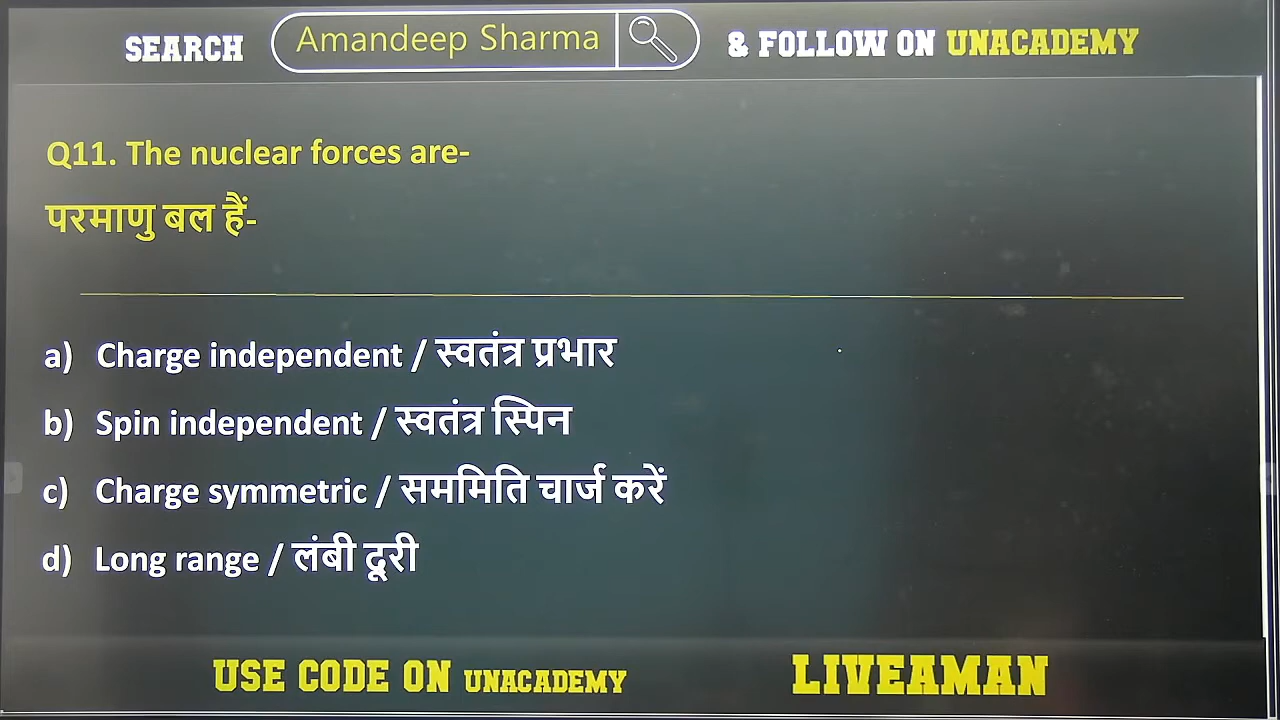 SEARCH Amandeep Sharma & FOLLOW ON UNACADEMY
Q11. The nuclear forces are-
परमाणु बल हैं-
a) Charge independent / स्वतंत्र प्रभार
b) Spin independent / स्वतंत्र स्पिन
c) Charge symmetric / सममिति चार्ज करें
d) Long range / लंबी दूरी
USE CODE ON UNACADEMY LIVEAMAN